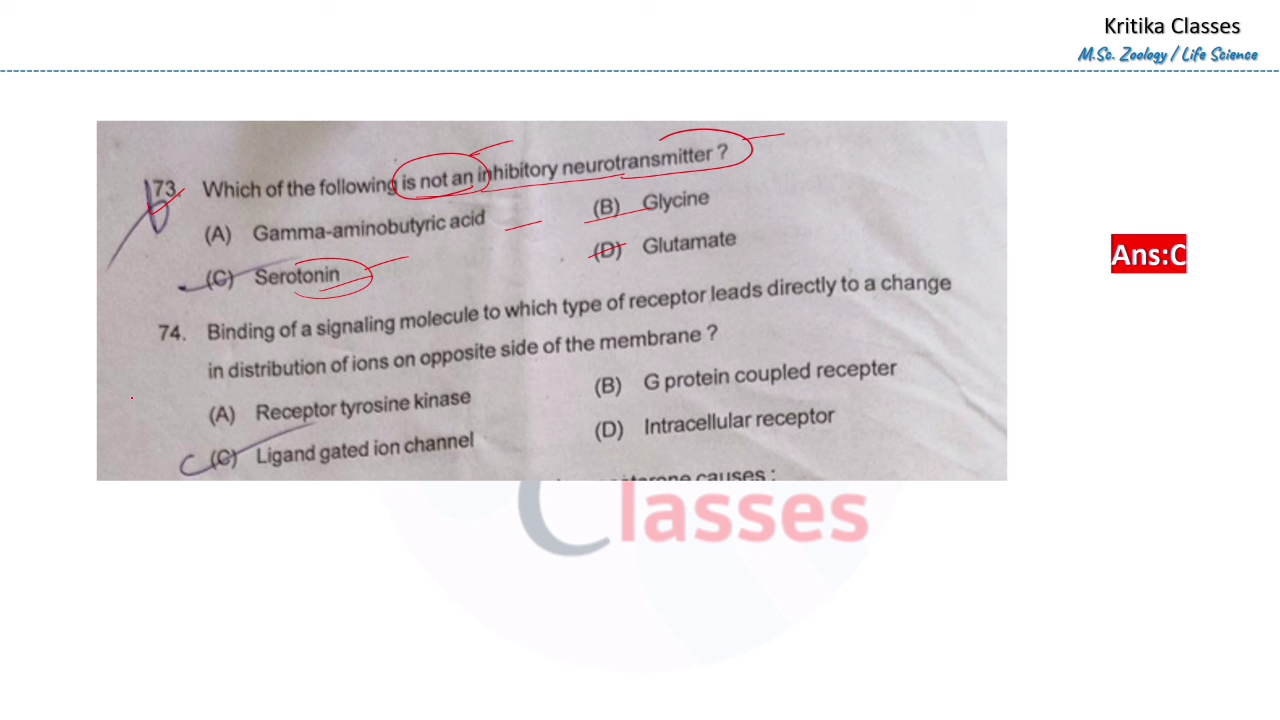 Kritika Classes
M.Sc. Zoology / Life Science
73. Which of the following is not an inhibitory neurotransmitter ?
(A) Gamma-aminobutyric acid (B) Glycine
(C) Serotonin (D) Glutamate
Ans:C
74. Binding of a signaling molecule to which type of receptor leads directly to a change
in distribution of ions on opposite side of the membrane ?
(A) Receptor tyrosine kinase (B) G protein coupled recepter
(C) Ligand gated ion channel (D) Intracellular receptor
causes :
Classes